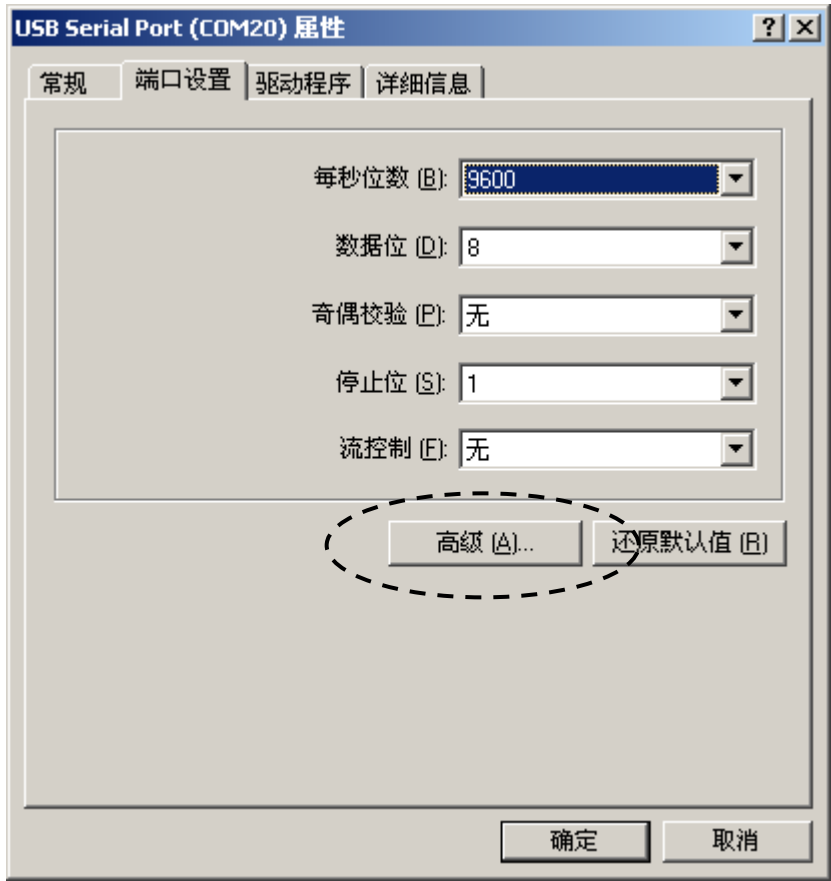 USB Serial Port (COM20) 属性
常规 端口设置 驱动程序 详细信息
每秒位数 (B): 9600
数据位 (D): 8
奇偶校验 (P): 无
停止位 (S): 1
流控制 (F): 无
高级 (A)... 还原默认值 (R)
确定 取消